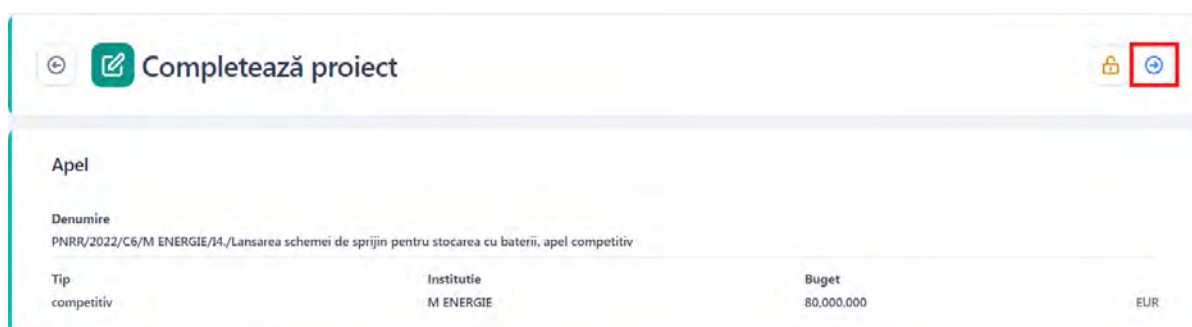 Completează proiect
Apel
Denumire
PNRR/2022/C6/M ENERGIE/I4./Lansarea schemei de sprijin pentru stocarea cu baterii, apel competitiv
Tip Institutie Buget
competitiv M ENERGIE 80,000,000 EUR